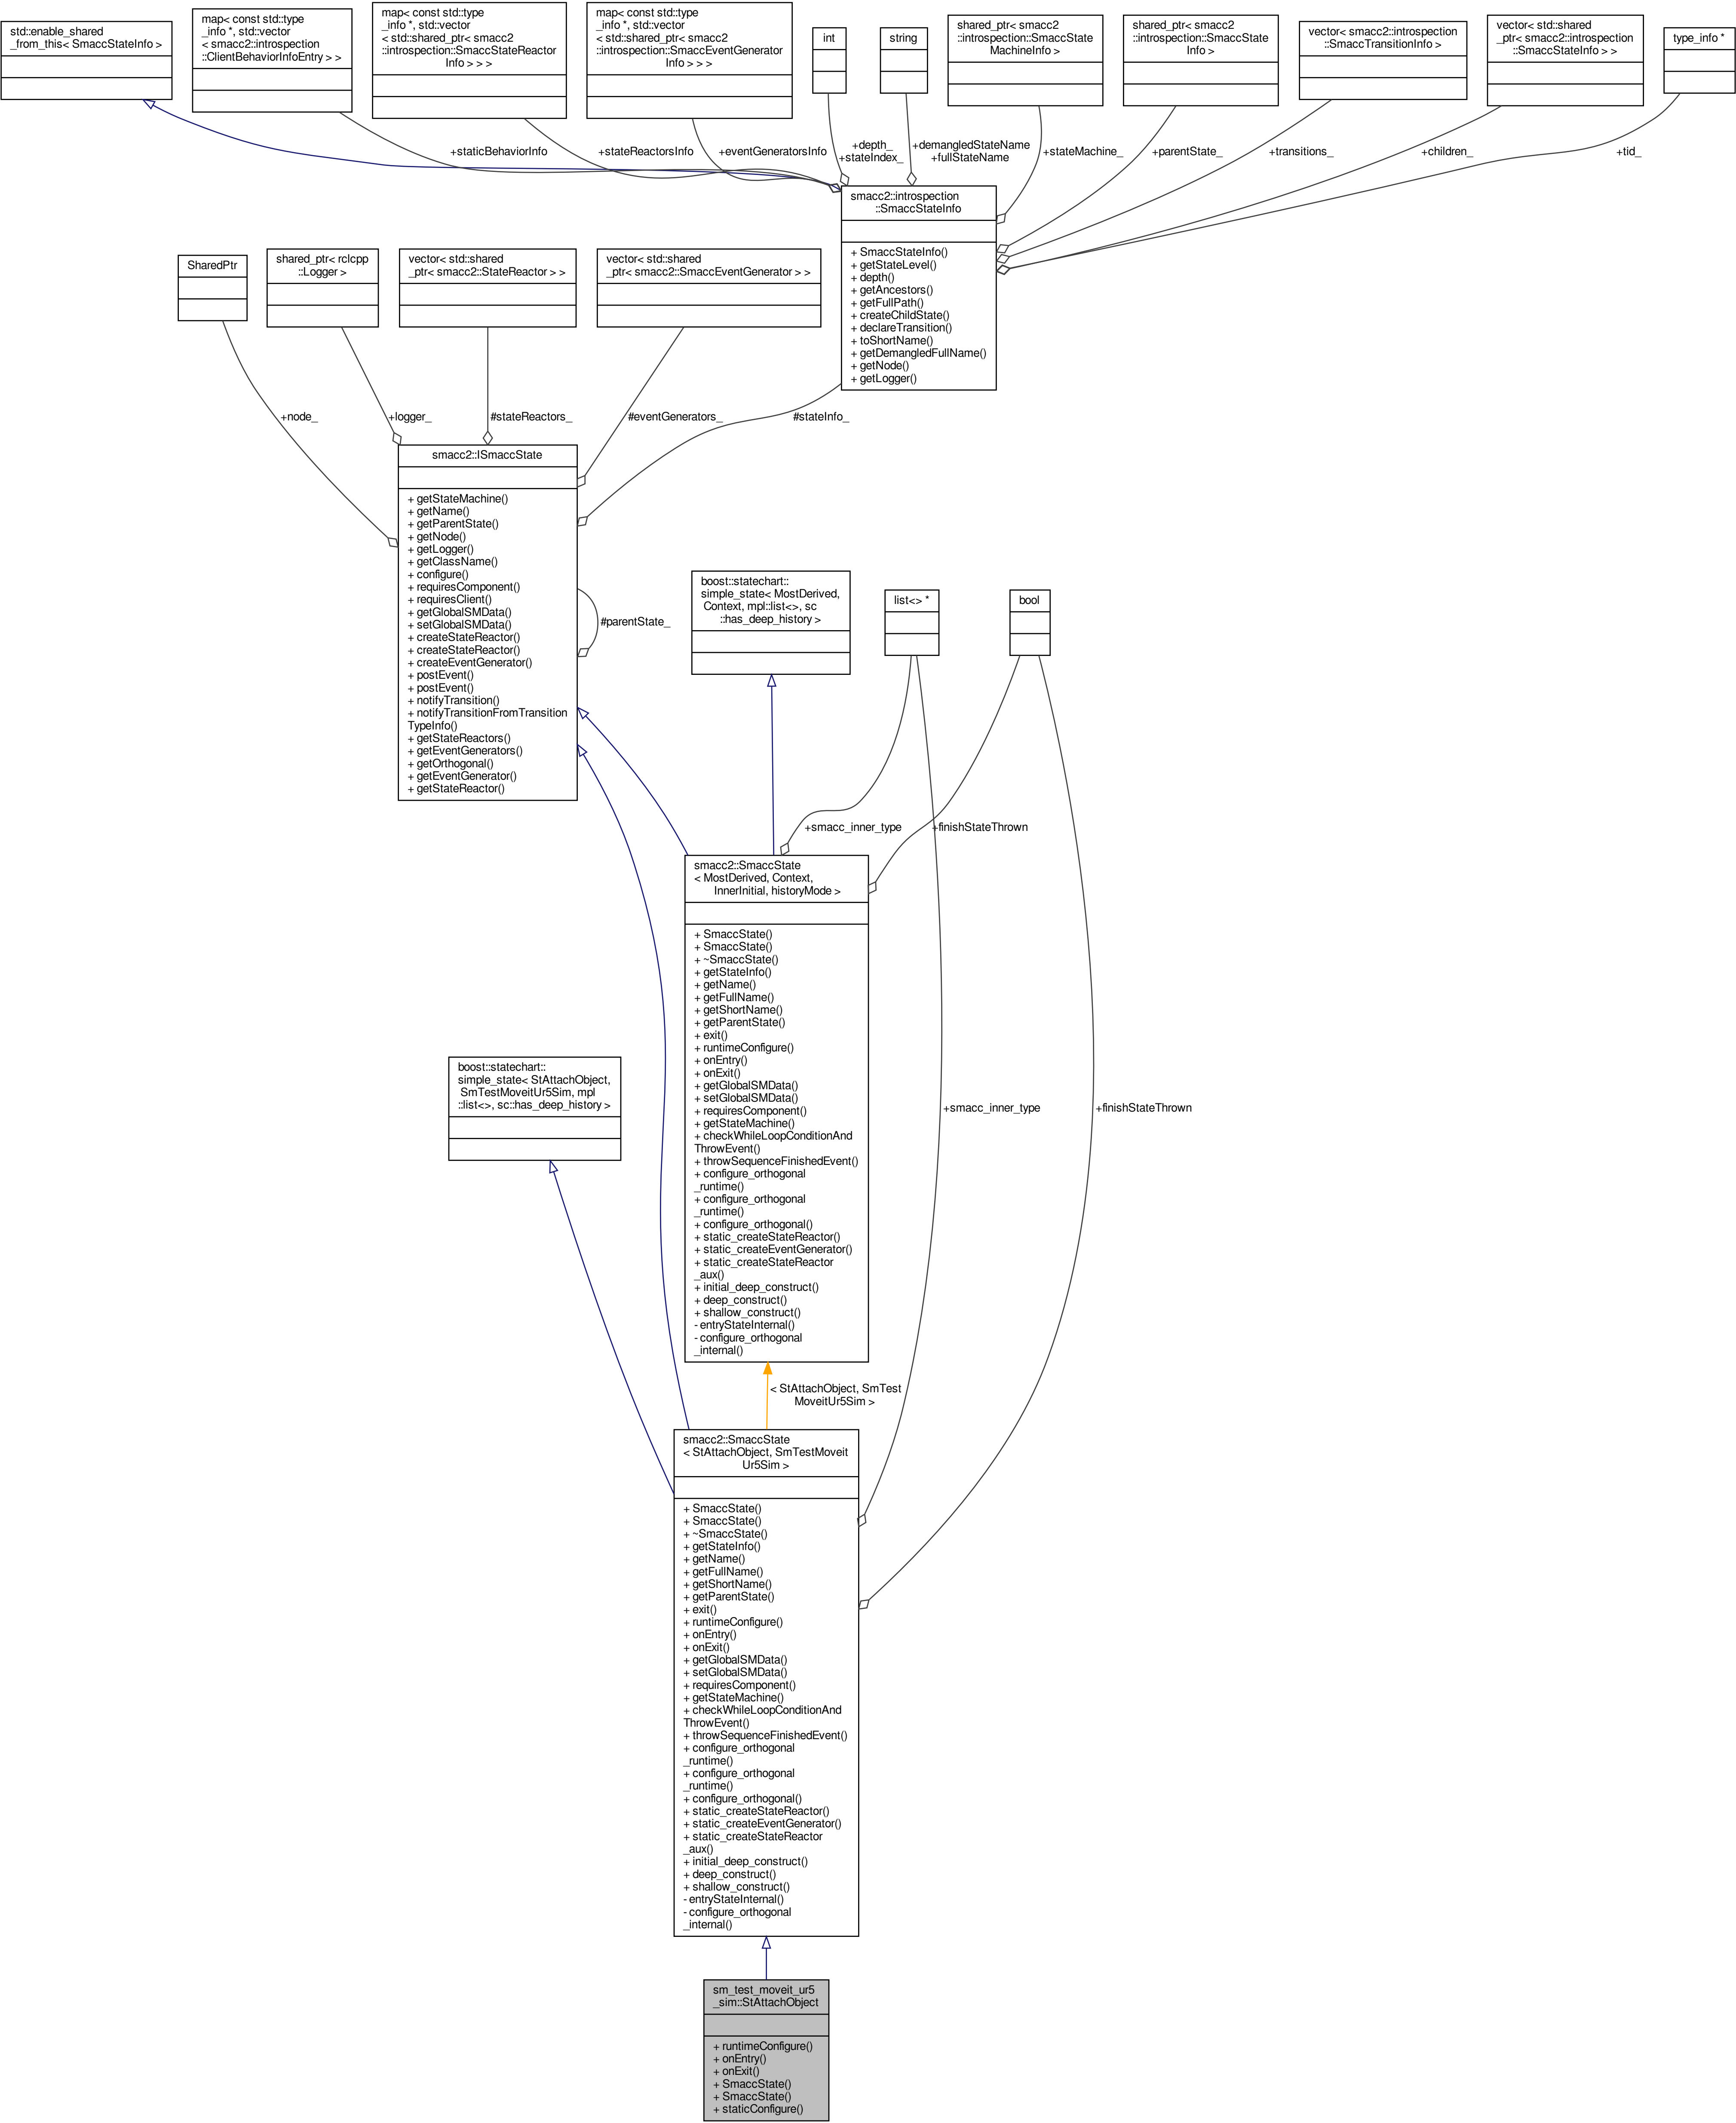 std::enable_shared
_from_this< SmaccStateInfo >
map< const std::type
_info *, std::vector
< smacc2::introspection
::ClientBehaviorInfoEntry > >
map< const std::type
_info *, std::vector
< std::shared_ptr< smacc2
::introspection::SmaccStateReactor
Info > > >
map< const std::type
_info *, std::vector
< std::shared_ptr< smacc2
::introspection::SmaccEventGenerator
Info > > >
int
string
shared_ptr< smacc2
::introspection::SmaccState
MachineInfo >
shared_ptr< smacc2
::introspection::SmaccState
Info >
vector< smacc2::introspection
::SmaccTransitionInfo >
vector< std::shared
_ptr< smacc2::introspection
::SmaccStateInfo > >
type_info *
+staticBehaviorInfo
+stateReactorsInfo
+eventGeneratorsInfo
+depth_
+stateIndex_
+demangledStateName
+fullStateName
+stateMachine_
+parentState_
+transitions_
+children_
+tid_
smacc2::introspection
::SmaccStateInfo
+ SmaccStateInfo()
+ getStateLevel()
+ depth()
+ getAncestors()
+ getFullPath()
+ createChildState()
+ declareTransition()
+ toShortName()
+ getDemangledFullName()
+ getNode()
+ getLogger()
SharedPtr
shared_ptr< rclcpp
::Logger >
vector< std::shared
_ptr< smacc2::StateReactor > >
vector< std::shared
_ptr< smacc2::SmaccEventGenerator > >
+node_
+logger_
#stateReactors_
#eventGenerators_
#stateInfo_
smacc2::ISmaccState
+ getStateMachine()
+ getName()
+ getParentState()
+ getNode()
+ getLogger()
+ getClassName()
+ configure()
+ requiresComponent()
+ requiresClient()
+ getGlobalSMData()
+ setGlobalSMData()
+ createStateReactor()
+ createStateReactor()
+ createEventGenerator()
+ postEvent()
+ postEvent()
+ notifyTransition()
+ notifyTransitionFromTransition
TypeInfo()
+ getStateReactors()
+ getEventGenerators()
+ getOrthogonal()
+ getEventGenerator()
+ getStateReactor()
#parentState_
boost::statechart::
simple_state< MostDerived,
Context, mpl::list<>, sc
::has_deep_history >
list<> *
bool
+smacc_inner_type
+finishStateThrown
smacc2::SmaccState
< MostDerived, Context,
InnerInitial, historyMode >
+ SmaccState()
+ SmaccState()
+ ~SmaccState()
+ getStateInfo()
+ getName()
+ getFullName()
+ getShortName()
+ getParentState()
+ exit()
+ runtimeConfigure()
+ onEntry()
+ onExit()
+ getGlobalSMData()
+ setGlobalSMData()
+ requiresComponent()
+ getStateMachine()
+ checkWhileLoopConditionAnd
ThrowEvent()
+ throwSequenceFinishedEvent()
+ configure_orthogonal
_runtime()
+ configure_orthogonal
_runtime()
+ configure_orthogonal()
+ static_createStateReactor()
+ static_createEventGenerator()
+ static_createStateReactor
_aux()
+ initial_deep_construct()
+ deep_construct()
+ shallow_construct()
- entryStateInternal()
- configure_orthogonal
_internal()
boost::statechart::
simple_state< StAttachObject,
SmTestMoveitUr5Sim, mpl
::list<>, sc::has_deep_history >
+smacc_inner_type
+finishStateThrown
< StAttachObject, SmTest
MoveitUr5Sim >
smacc2::SmaccState
< StAttachObject, SmTestMoveit
Ur5Sim >
+ SmaccState()
+ SmaccState()
+ ~SmaccState()
+ getStateInfo()
+ getName()
+ getFullName()
+ getShortName()
+ getParentState()
+ exit()
+ runtimeConfigure()
+ onEntry()
+ onExit()
+ getGlobalSMData()
+ setGlobalSMData()
+ requiresComponent()
+ getStateMachine()
+ checkWhileLoopConditionAnd
ThrowEvent()
+ throwSequenceFinishedEvent()
+ configure_orthogonal
_runtime()
+ configure_orthogonal
_runtime()
+ configure_orthogonal()
+ static_createStateReactor()
+ static_createEventGenerator()
+ static_createStateReactor
_aux()
+ initial_deep_construct()
+ deep_construct()
+ shallow_construct()
- entryStateInternal()
- configure_orthogonal
_internal()
sm_test_moveit_ur5
_sim::StAttachObject
+ runtimeConfigure()
+ onEntry()
+ onExit()
+ SmaccState()
+ SmaccState()
+ staticConfigure()